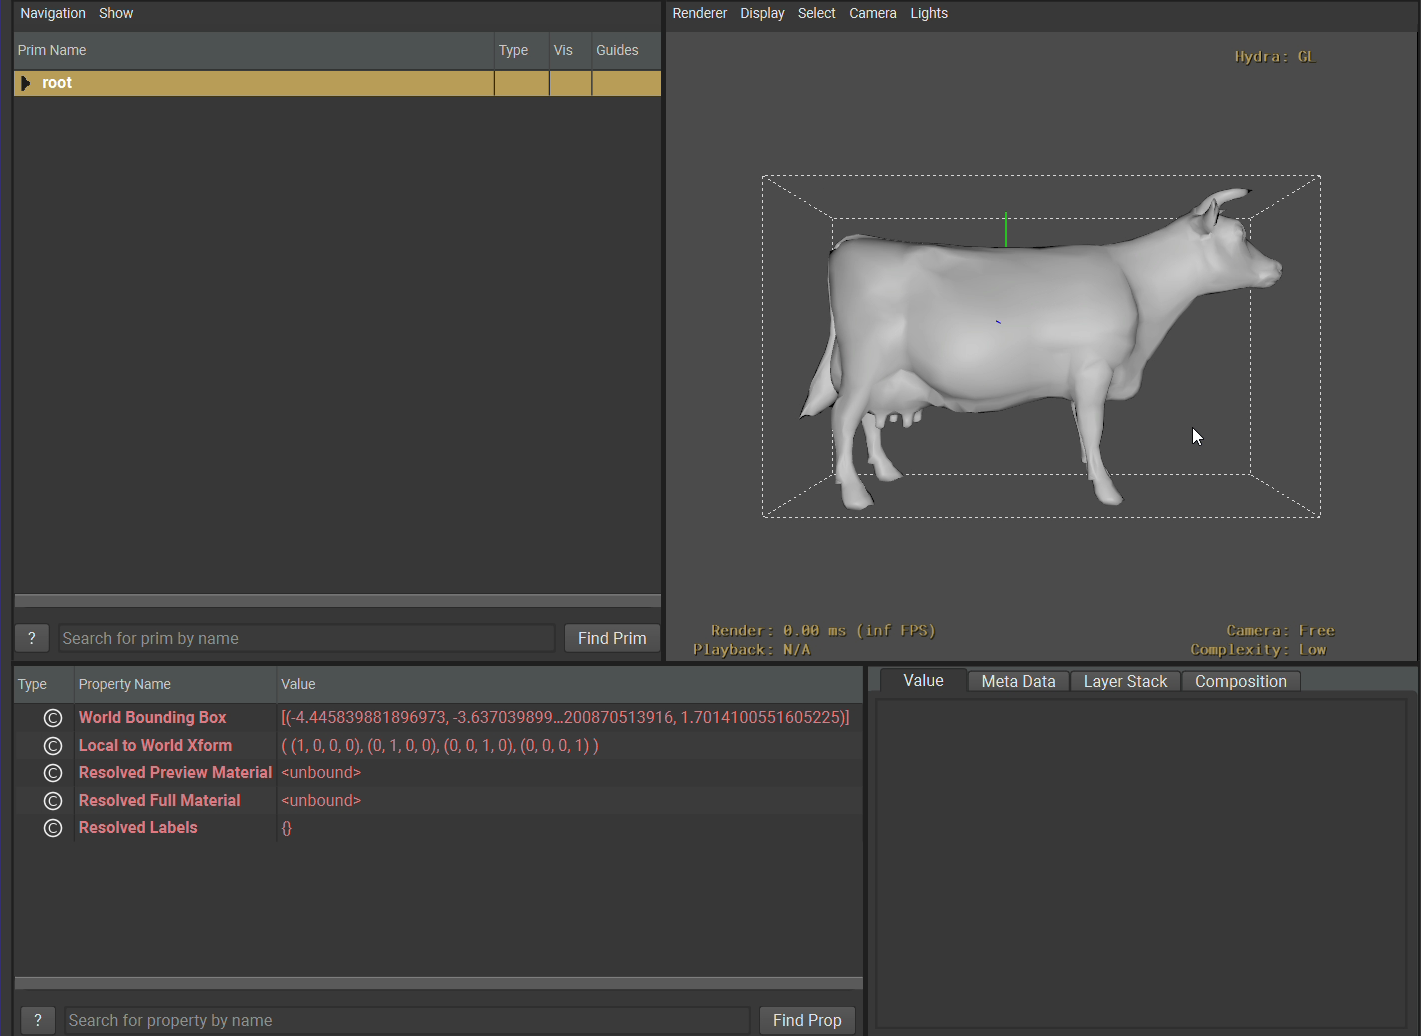 Navigation Show
Renderer Display Select Camera Lights
Prim Name Type Vis Guides
root
Hydra: GL
Render: 0.00 ms (inf FPS)
Playback: N/A
Camera: Free
Complexity: Low
? Search for prim by name Find Prim
Type Property Name Value
C World Bounding Box [(-4.445839881896973, -3.637039899...200870513916, 1.7014100551605225)]
C Local to World Xform ( (1, 0, 0, 0), (0, 1, 0, 0), (0, 0, 1, 0), (0, 0, 0, 1) )
C Resolved Preview Material <unbound>
C Resolved Full Material <unbound>
C Resolved Labels {}
? Search for property by name Find Prop
Value Meta Data Layer Stack Composition